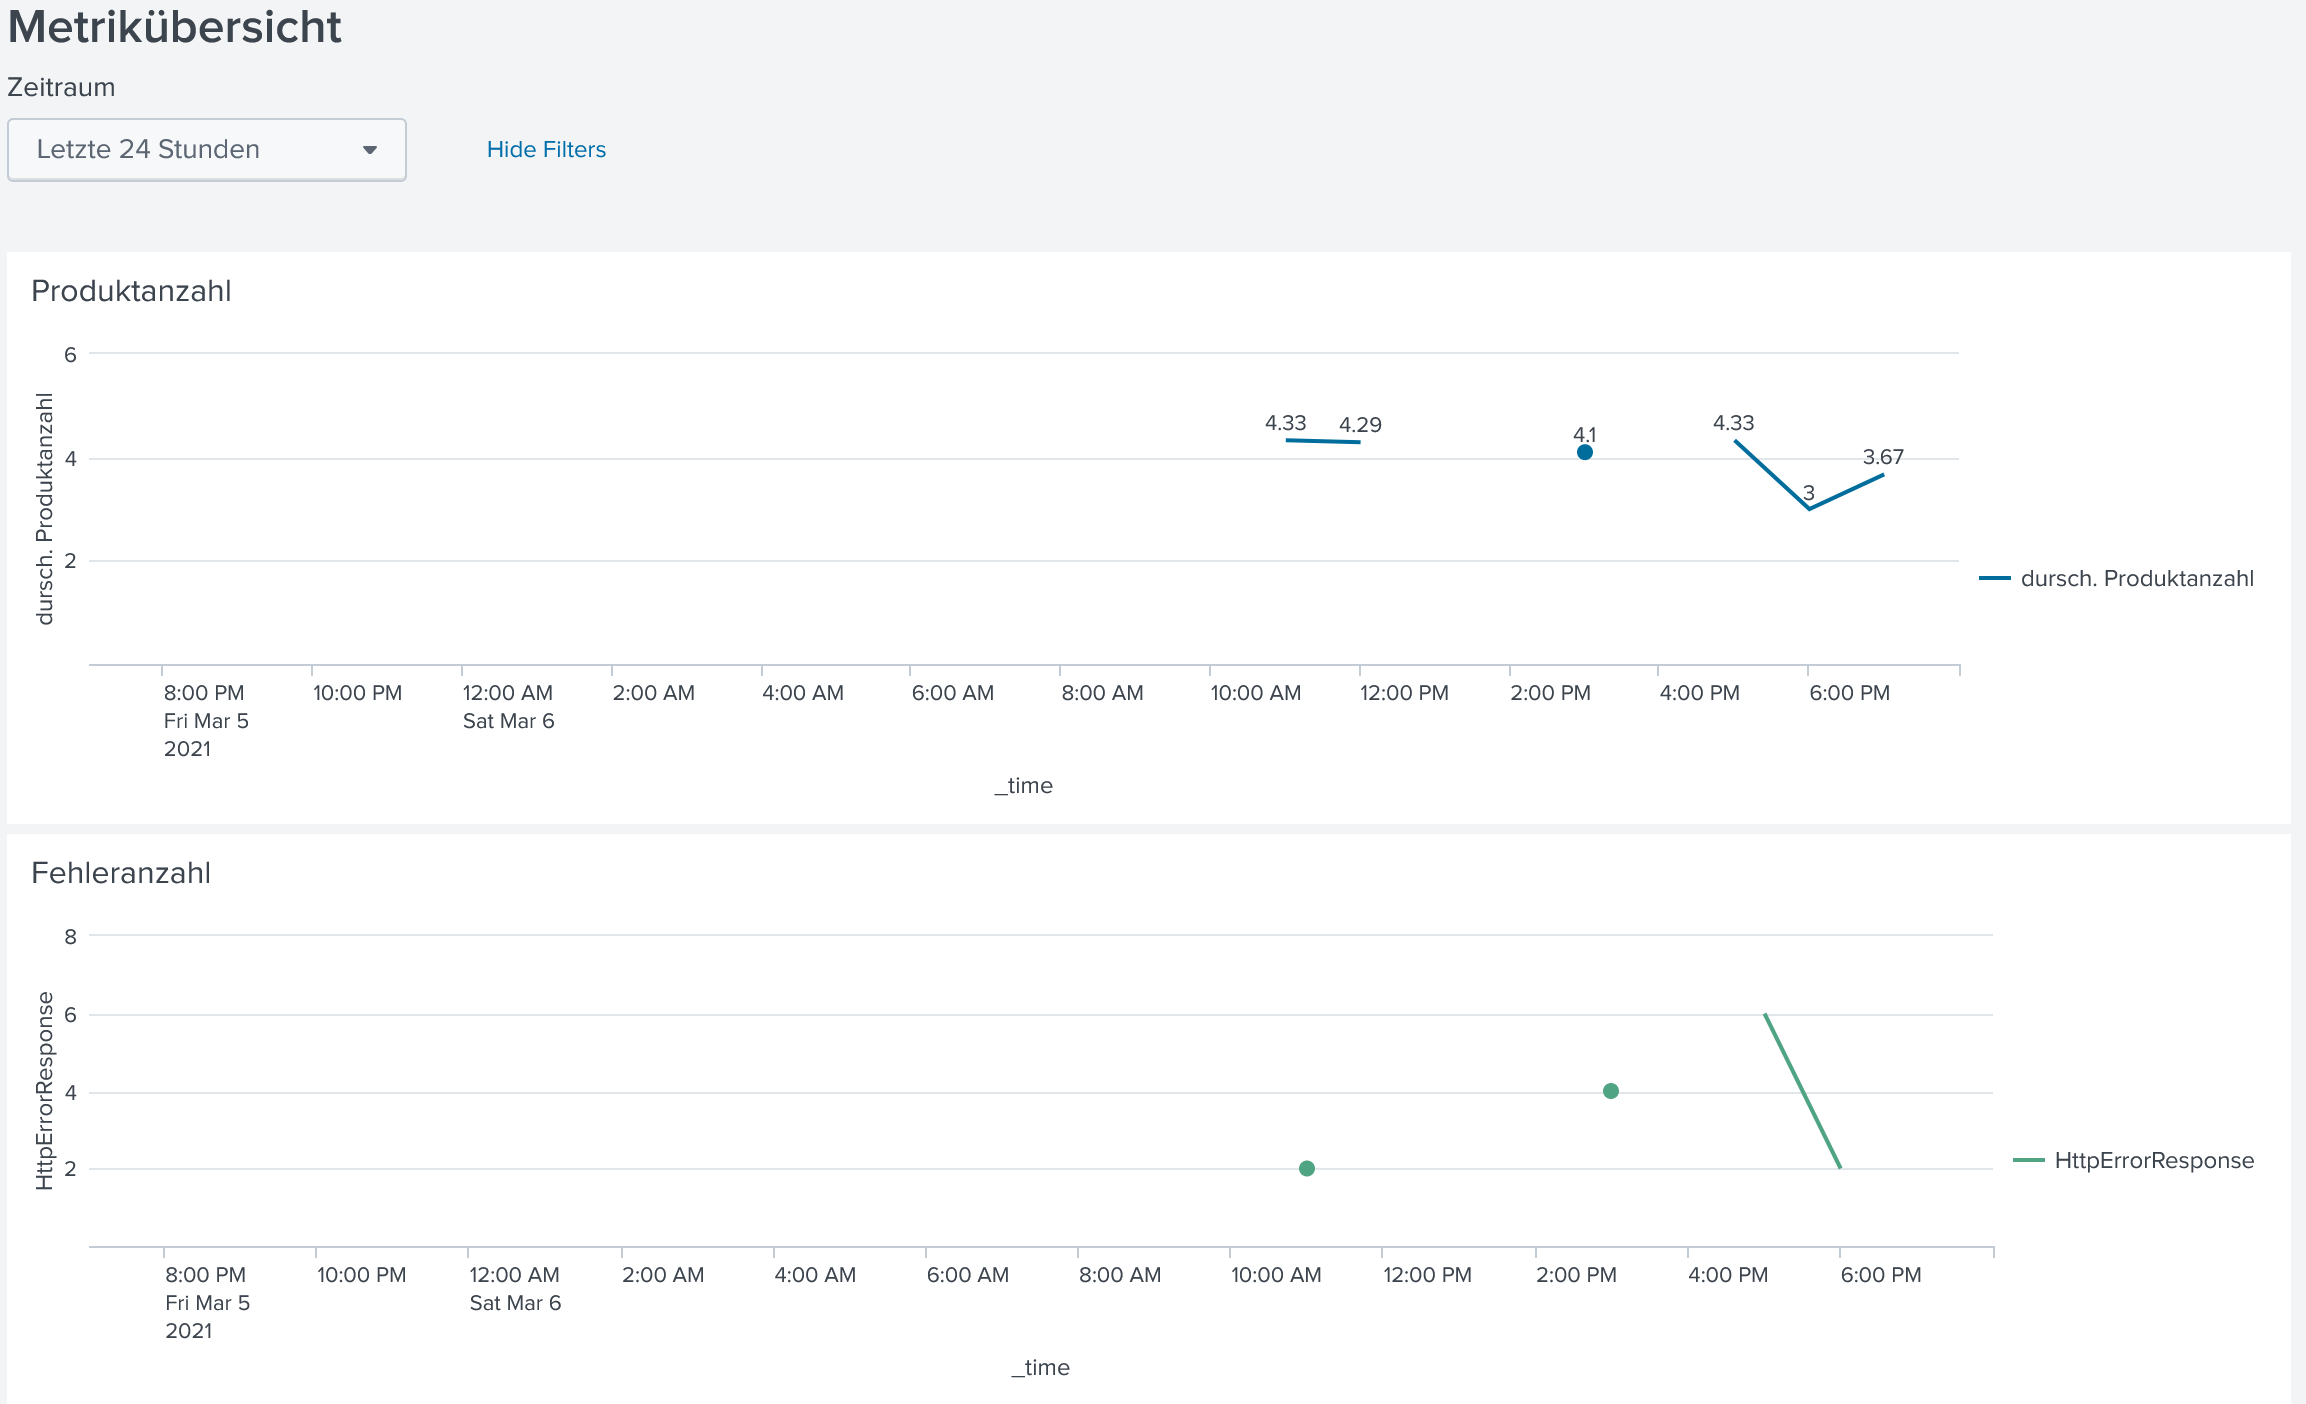 Metrikübersicht
Zeitraum
Letzte 24 Stunden
Hide Filters
Produktanzahl
6
4
2
dursch. Produktanzahl
4.33
4.29
4.1
4.33
3
3.67
dursch. Produktanzahl
8:00 PM 10:00 PM 12:00 AM 2:00 AM 4:00 AM 6:00 AM 8:00 AM 10:00 AM 12:00 PM 2:00 PM 4:00 PM 6:00 PM
Fri Mar 5 Sat Mar 6
2021
_time
Fehleranzahl
8
6
4
2
HttpErrorResponse
HttpErrorResponse
8:00 PM 10:00 PM 12:00 AM 2:00 AM 4:00 AM 6:00 AM 8:00 AM 10:00 AM 12:00 PM 2:00 PM 4:00 PM 6:00 PM
Fri Mar 5 Sat Mar 6
2021
_time